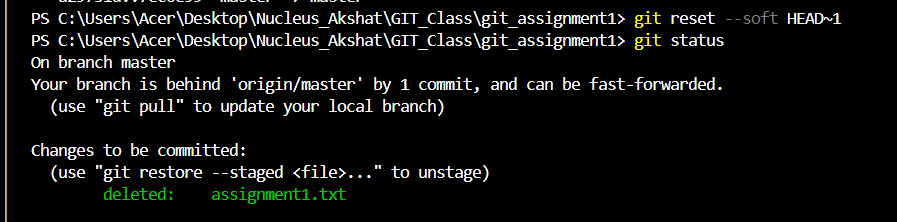 PS C:\Users\Acer\Desktop\Nucleus_Akshat\GIT_Class\git_assignment1> git reset --soft HEAD~1
PS C:\Users\Acer\Desktop\Nucleus_Akshat\GIT_Class\git_assignment1> git status
On branch master
Your branch is behind 'origin/master' by 1 commit, and can be fast-forwarded.
  (use "git pull" to update your local branch)

Changes to be committed:
  (use "git restore --staged <file>..." to unstage)
        deleted:    assignment1.txt